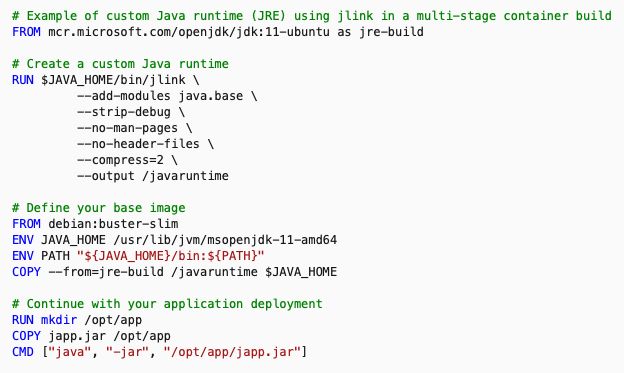 # Example of custom Java runtime (JRE) using jlink in a multi-stage container build
FROM mcr.microsoft.com/openjdk/jdk:11-ubuntu as jre-build

# Create a custom Java runtime
RUN $JAVA_HOME/bin/jlink \
         --add-modules java.base \
         --strip-debug \
         --no-man-pages \
         --no-header-files \
         --compress=2 \
         --output /javaruntime

# Define your base image
FROM debian:buster-slim
ENV JAVA_HOME /usr/lib/jvm/msopenjdk-11-amd64
ENV PATH "${JAVA_HOME}/bin:${PATH}"
COPY --from=jre-build /javaruntime $JAVA_HOME

# Continue with your application deployment
RUN mkdir /opt/app
COPY japp.jar /opt/app
CMD ["java", "-jar", "/opt/app/japp.jar"]